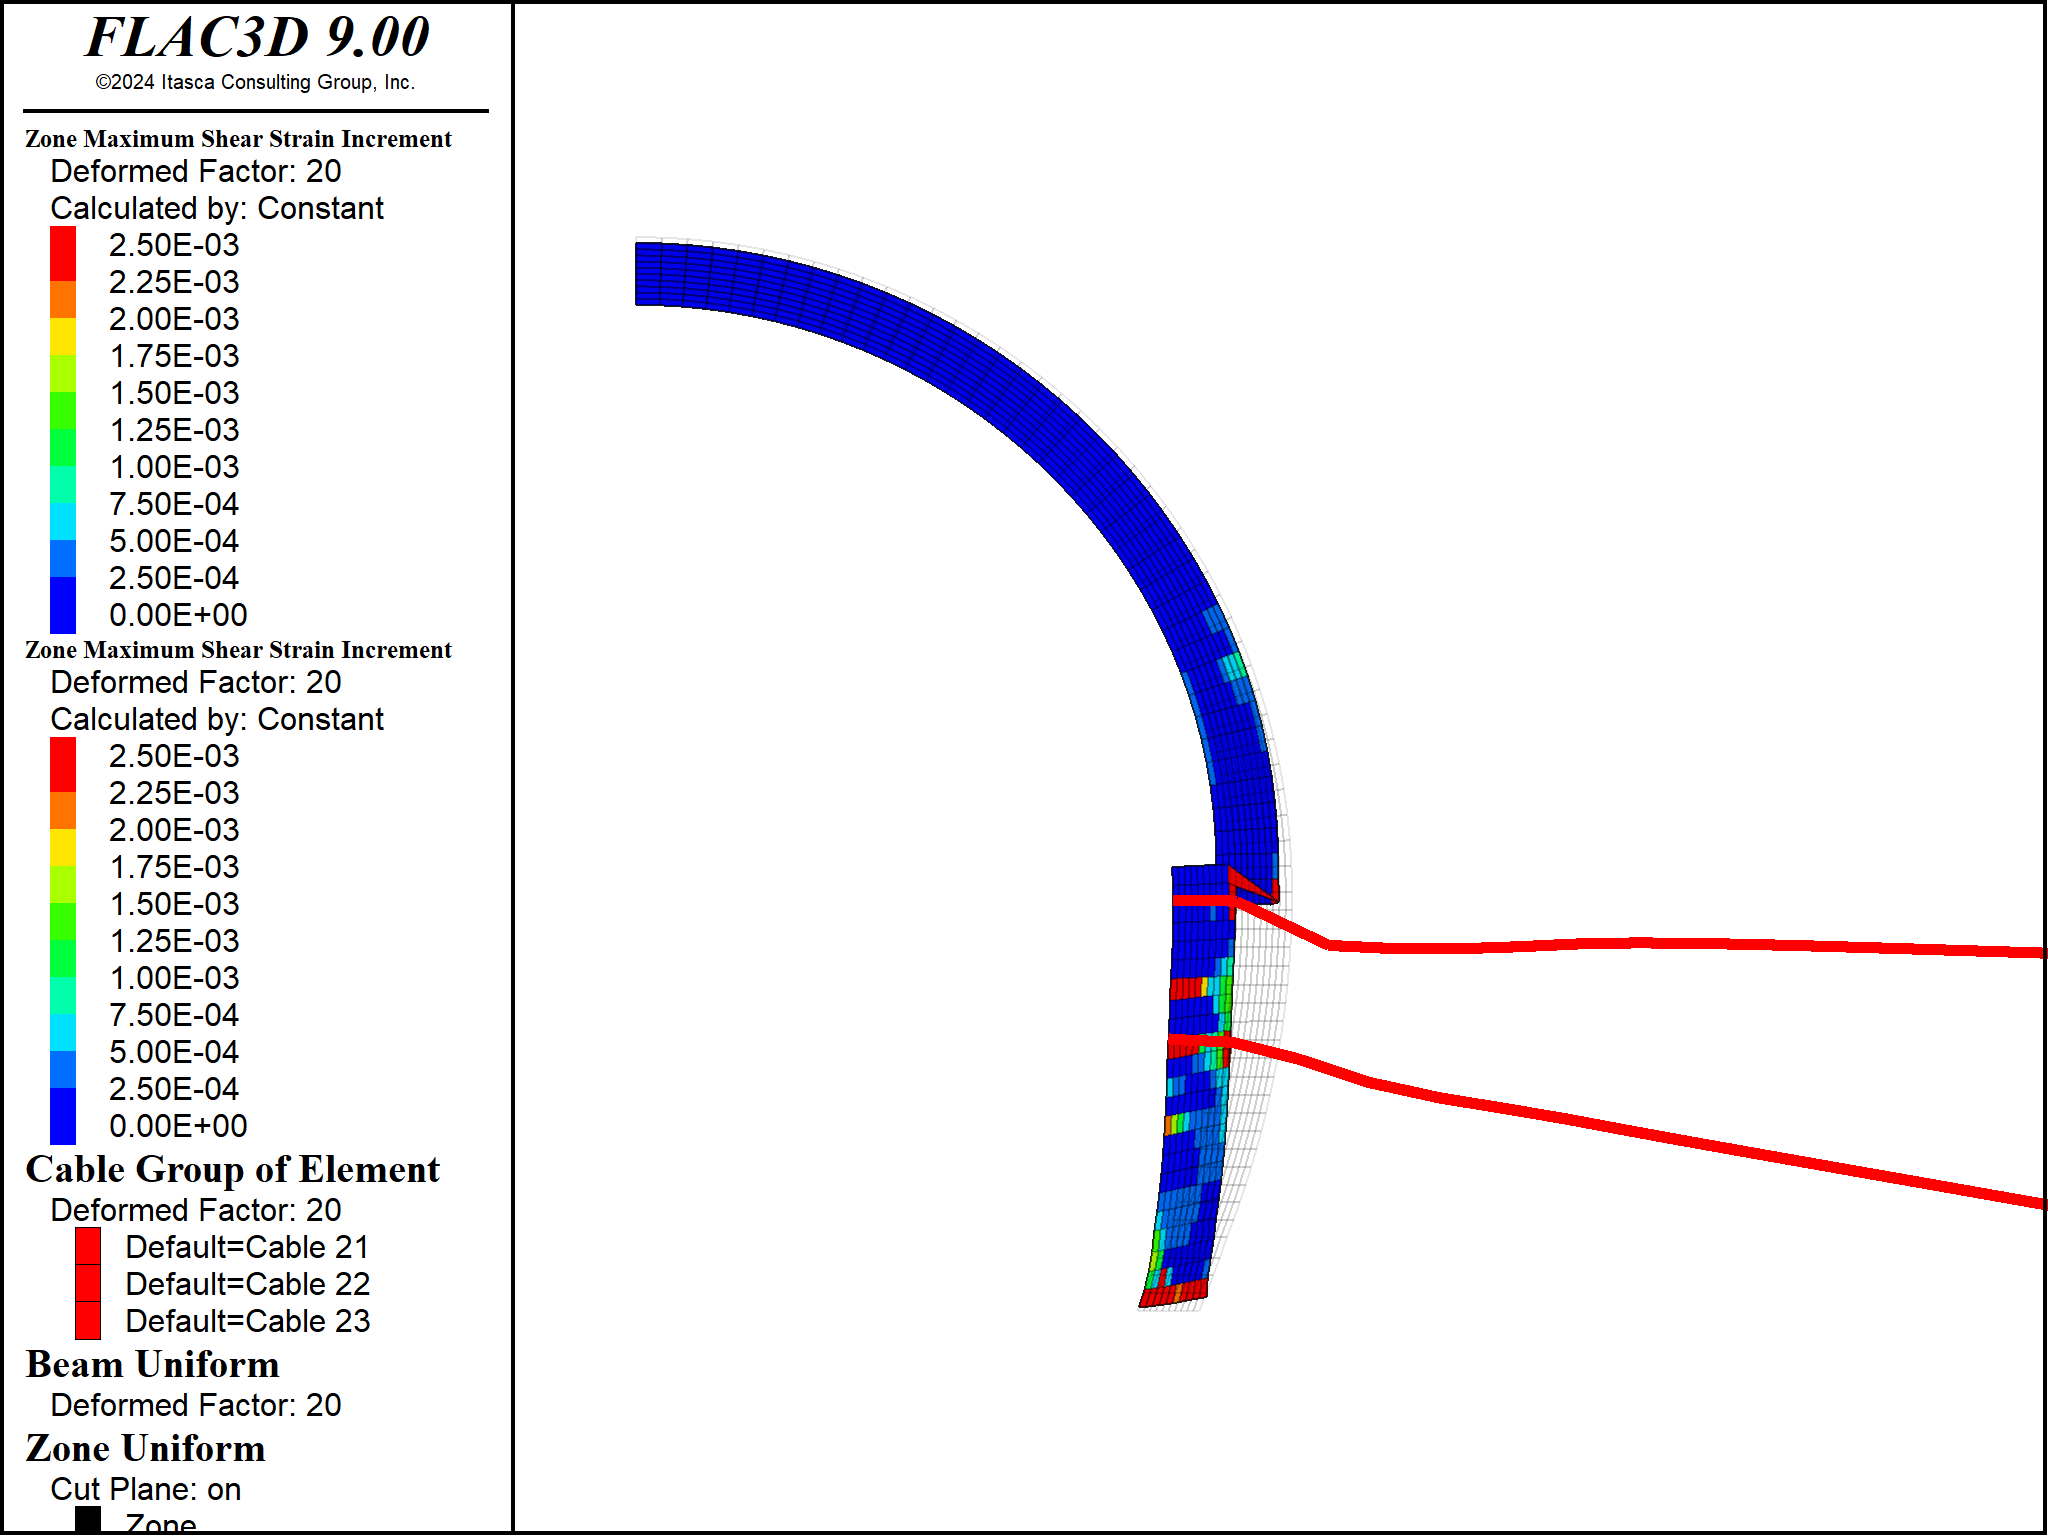 FLAC3D 9.00
©2024 Itasca Consulting Group, Inc.
Zone Maximum Shear Strain Increment
Deformed Factor: 20
Calculated by: Constant
2.50E-03
2.25E-03
2.00E-03
1.75E-03
1.50E-03
1.25E-03
1.00E-03
7.50E-04
5.00E-04
2.50E-04
0.00E+00
Zone Maximum Shear Strain Increment
Deformed Factor: 20
Calculated by: Constant
2.50E-03
2.25E-03
2.00E-03
1.75E-03
1.50E-03
1.25E-03
1.00E-03
7.50E-04
5.00E-04
2.50E-04
0.00E+00
Cable Group of Element
Deformed Factor: 20
Default=Cable 21
Default=Cable 22
Default=Cable 23
Beam Uniform
Deformed Factor: 20
Zone Uniform
Cut Plane: on
Zone